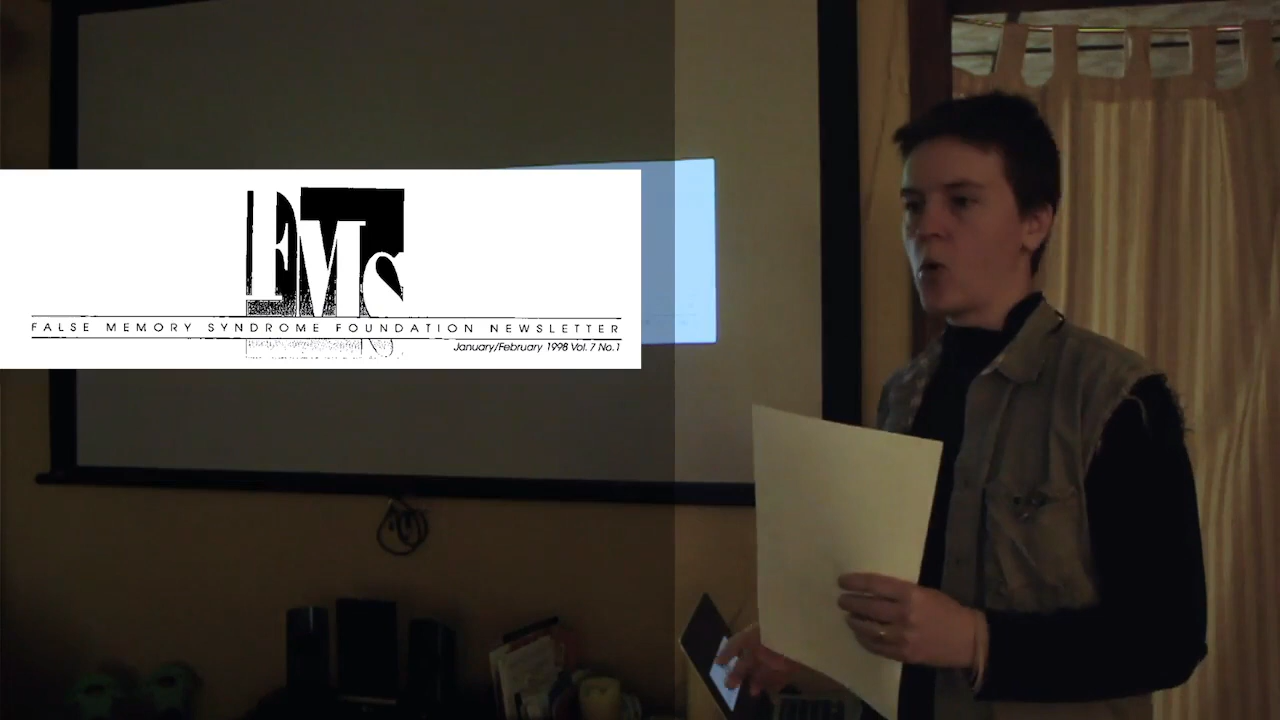 FMS
FALSE MEMORY SYNDROME FOUNDATION NEWSLETTER
January/February 1998 Vol. 7 No.1